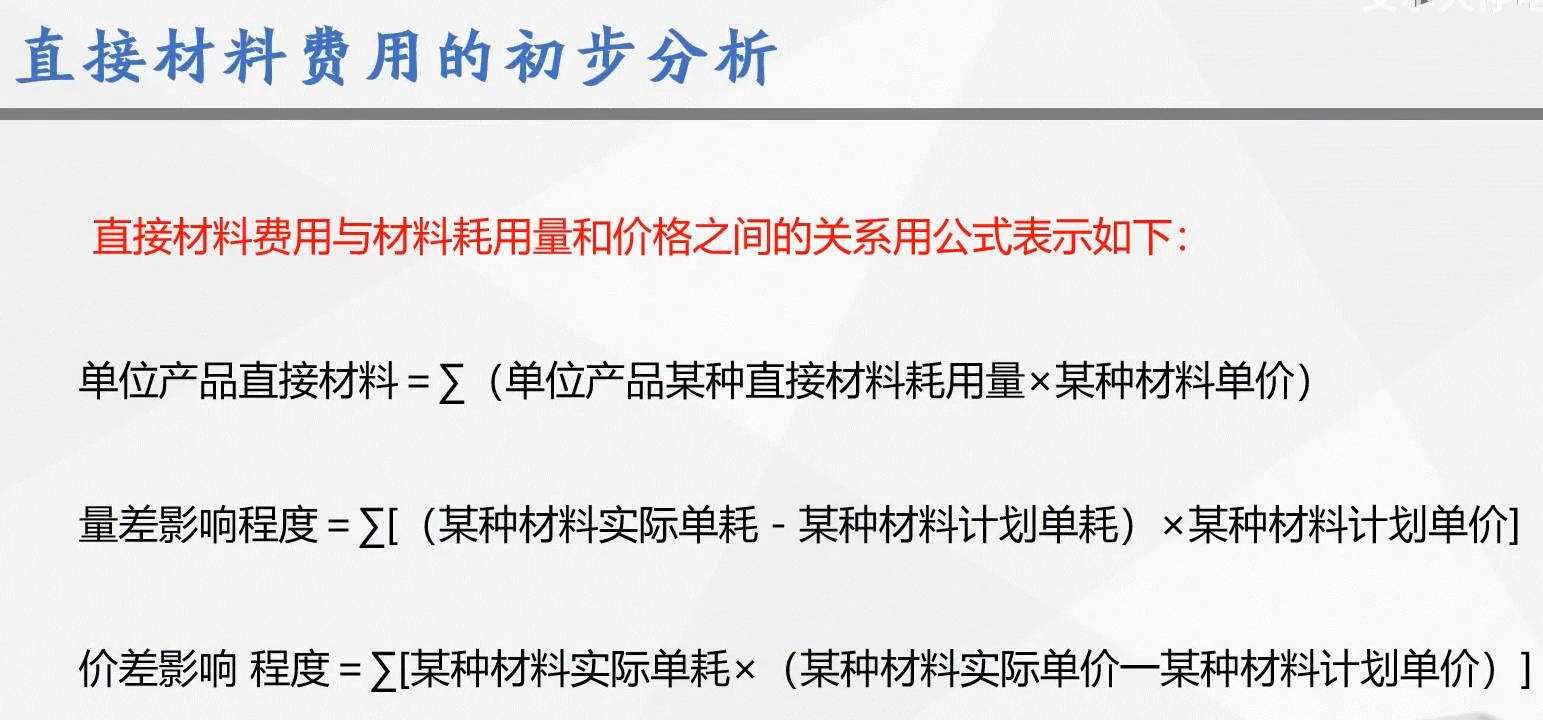 直接材料费用的初步分析
直接材料费用与材料耗用量和价格之间的关系用公式表示如下：
单位产品直接材料=∑（单位产品某种直接材料耗用量×某种材料单价）
量差影响程度=∑[（某种材料实际单耗-某种材料计划单耗）×某种材料计划单价]
价差影响 程度=∑[某种材料实际单耗×（某种材料实际单价一某种材料计划单价）]